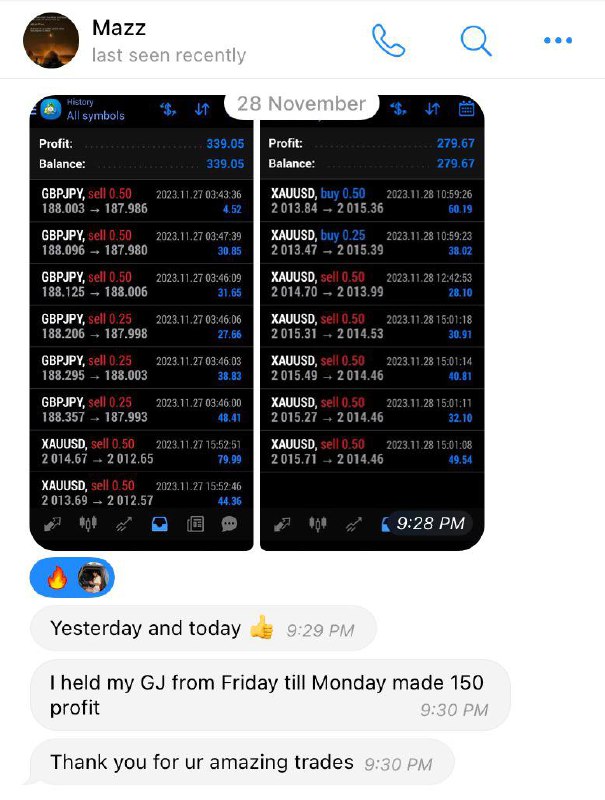 Mazz
last seen recently
28 November
History
All symbols
Profit: 339.05
Balance: 339.05
GBPJPY, sell 0.50 2023.11.27 03:43:36
188.003 → 187.986 4.52
GBPJPY, sell 0.50 2023.11.27 03:47:39
188.096 → 187.980 30.85
GBPJPY, sell 0.50 2023.11.27 03:46:09
188.125 → 188.006 31.65
GBPJPY, sell 0.25 2023.11.27 03:46:06
188.206 → 187.998 27.66
GBPJPY, sell 0.25 2023.11.27 03:46:03
188.295 → 188.003 38.83
GBPJPY, sell 0.25 2023.11.27 03:46:00
188.357 → 187.993 48.41
XAUUSD, sell 0.50 2023.11.27 15:52:51
2 014.67 → 2 012.65 79.99
XAUUSD, sell 0.50 2023.11.27 15:52:46
2 013.69 → 2 012.57 44.36
Profit: 279.67
Balance: 279.67
XAUUSD, buy 0.50 2023.11.28 10:59:26
2 013.84 → 2 015.36 60.19
XAUUSD, buy 0.25 2023.11.28 10:59:23
2 013.47 → 2 015.39 38.02
XAUUSD, sell 0.50 2023.11.28 12:42:53
2 014.70 → 2 013.99 28.10
XAUUSD, sell 0.50 2023.11.28 15:01:18
2 015.31 → 2 014.53 30.91
XAUUSD, sell 0.50 2023.11.28 15:01:14
2 015.49 → 2 014.46 40.81
XAUUSD, sell 0.50 2023.11.28 15:01:11
2 015.27 → 2 014.46 32.10
XAUUSD, sell 0.50 2023.11.28 15:01:08
2 015.71 → 2 014.46 49.54
9:28 PM
Yesterday and today 👍 9:29 PM
I held my GJ from Friday till Monday made 150
profit 9:30 PM
Thank you for ur amazing trades 9:30 PM